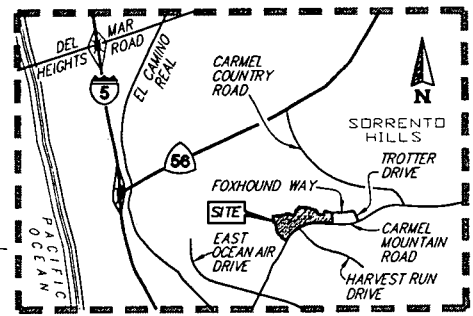 DEL MAR
HEIGHTS ROAD
5
EL CAMINO
REAL
CARMEL
COUNTRY
ROAD
N
SORRENTO
HILLS
56
TROTTER
DRIVE
FOXHOUND WAY
SITE
EAST
OCEAN AIR
DRIVE
CARMEL
MOUNTAIN
ROAD
HARVEST RUN
DRIVE
PACIFIC
OCEAN